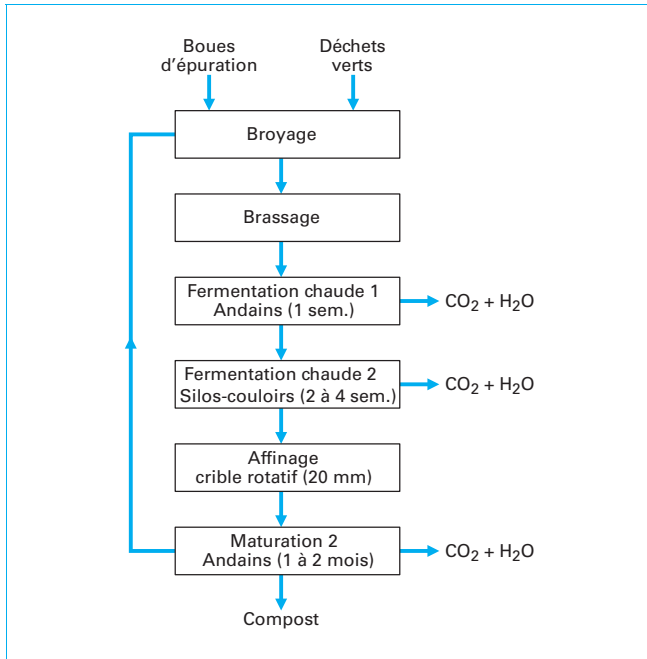 Boues
d'épuration
Déchets
verts
Broyage
Brassage
Fermentation chaude 1
Andains (1 sem.)
CO₂ + H₂O
Fermentation chaude 2
Silos-couloirs (2 à 4 sem.)
CO₂ + H₂O
Affinage
crible rotatif (20 mm)
Maturation 2
Andains (1 à 2 mois)
CO₂ + H₂O
Compost